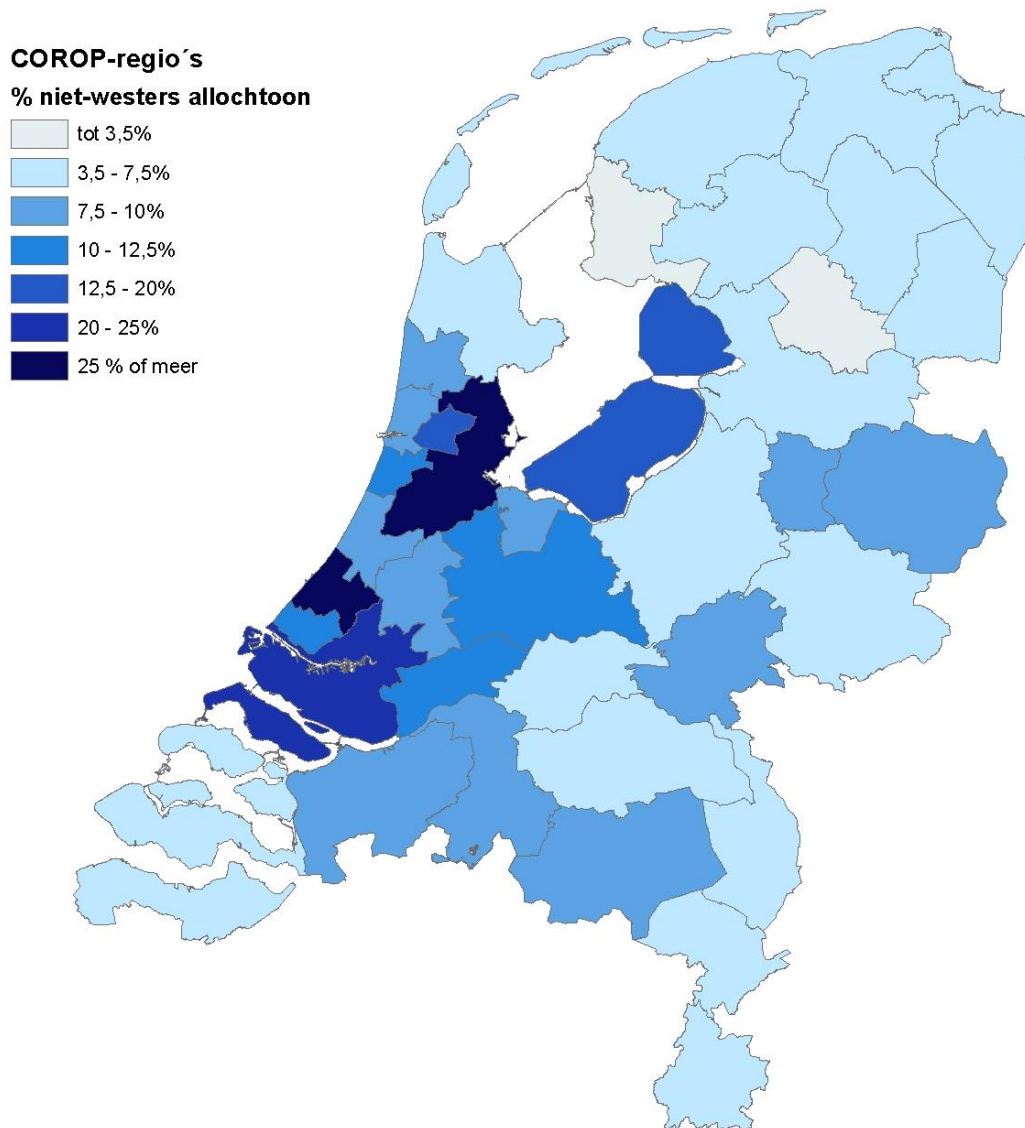 COROP-regio´s
% niet-westers allochtoon
tot 3,5%
3,5 - 7,5%
7,5 - 10%
10 - 12,5%
12,5 - 20%
20 - 25%
25 % of meer